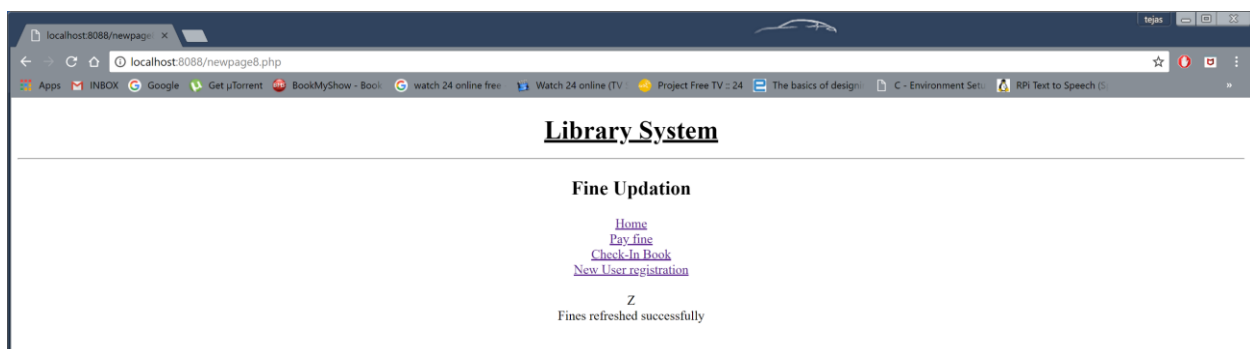 tejas
localhost:8088/newpage
localhost:8088/newpage8.php
Apps INBOX Google Get µTorrent BookMyShow - Book watch 24 online free Watch 24 online (TV Project Free TV :: 24 The basics of design C - Environment Setu RPi Text to Speech (S
Library System
Fine Updation
Home
Pay fine
Check-In Book
New User registration
Z
Fines refreshed successfully